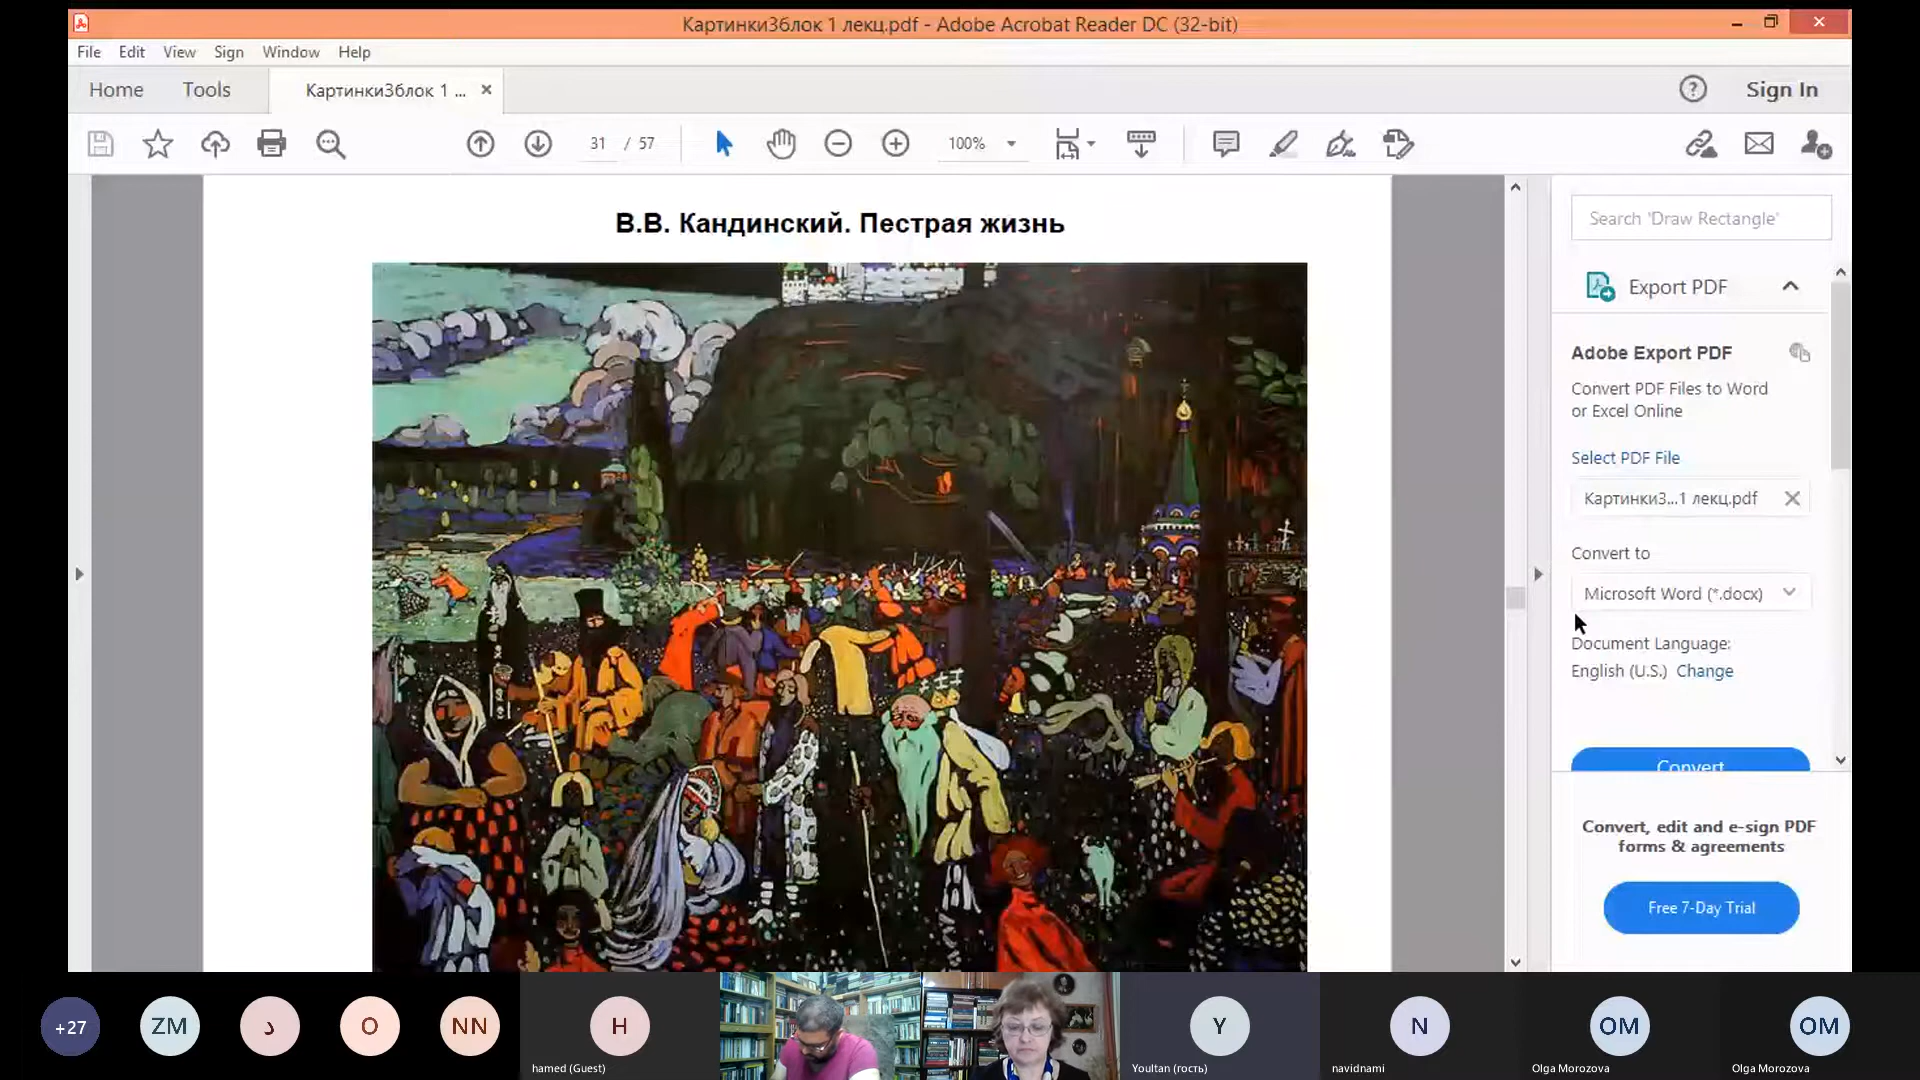 Картинки3блок 1 лекц.pdf - Adobe Acrobat Reader DC (32-bit)
File Edit View Sign Window Help
Home Tools Картинки3блок 1 ...
Sign In
31 / 57
100%
В.В. Кандинский. Пестрая жизнь
Search 'Draw Rectangle'
Export PDF
Adobe Export PDF
Convert PDF Files to Word
or Excel Online
Select PDF File
Картинки3...1 лекц.pdf
Convert to
Microsoft Word (*.docx)
Document Language:
English (U.S.) Change
Convert
Convert, edit and e-sign PDF
forms & agreements
Free 7-Day Trial
+27
ZM
د
O
NN
H
hamed (Guest)
Y
Youltan (гость)
N
navidnami
OM
Olga Morozova
OM
Olga Morozova